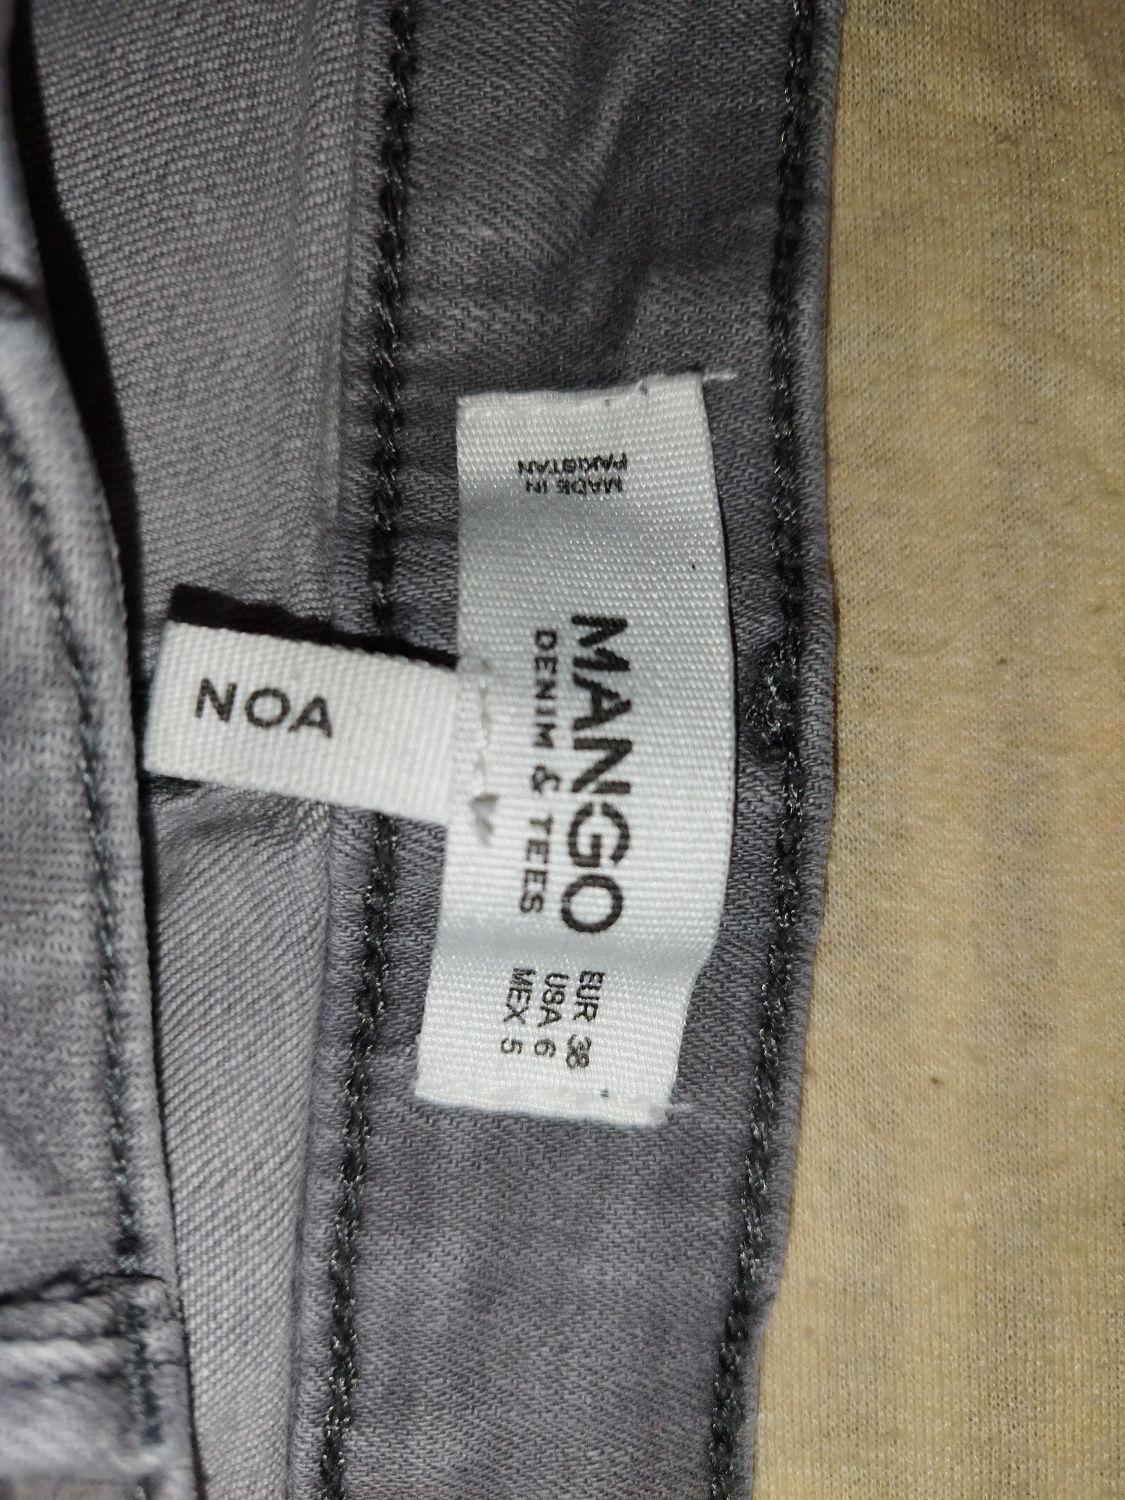 MADE IN
PAKISTAN
MANGO
DENIM & TEES
EUR 38
USA 6
MEX 5
NOA